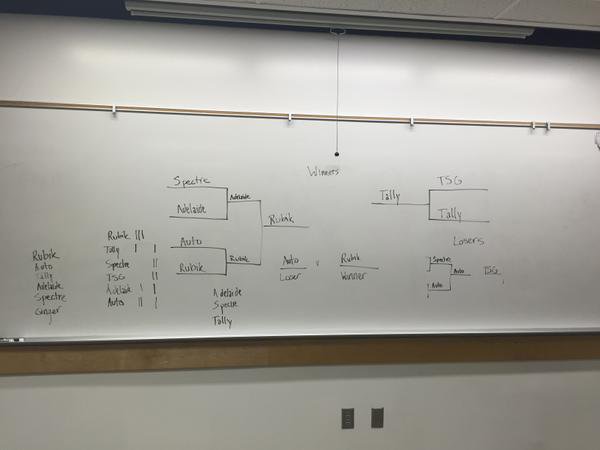 Winners
Spectre
Adelaide
Adelaide
Rubik
Auto
Rubik
Rubik
TSG
Tally
Tally
Losers
Spectre
Auto
Auto
TSG
Auto v Rubik
Loser Winner
Rubik
Auto
Tally
Adelaide
Spectre
Ginger
Rubik |||
Tally | |
Spectre ||
TSG ||
Adelaide | |
Auto || |
Adelaide
Spectre
Tally